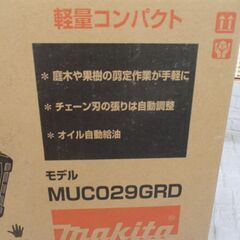 軽量コンパクト
* 庭木や果樹の剪定作業が手軽に
* チェーン刃の張りは自動調整
* オイル自動給油
モデル
MUC029GRD
makita